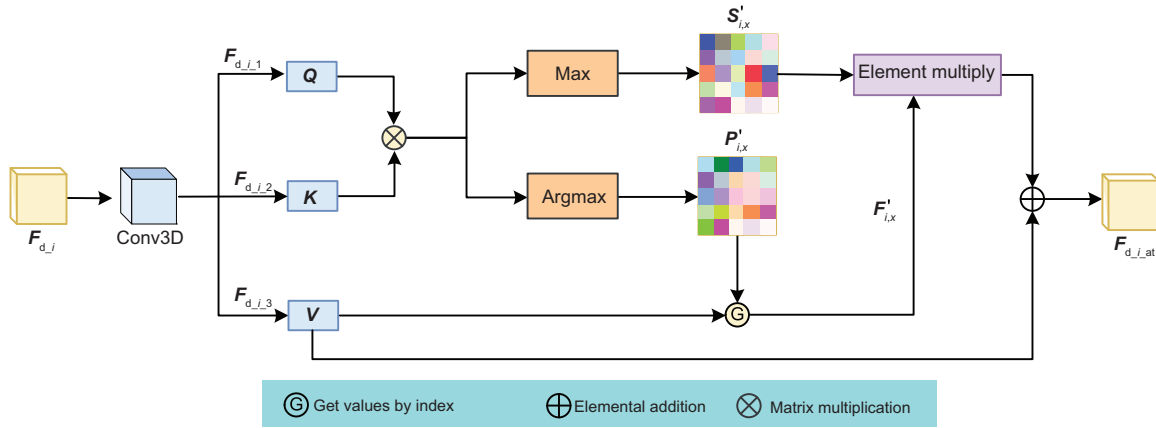 S'i,x
Fd_i_1
Q
Max
Element multiply
P'i,x
Fd_i_2
K
Argmax
F'i,x
Fd_i
Conv3D
Fd_i_at
Fd_i_3
V
G
G Get values by index
Elemental addition
Matrix multiplication